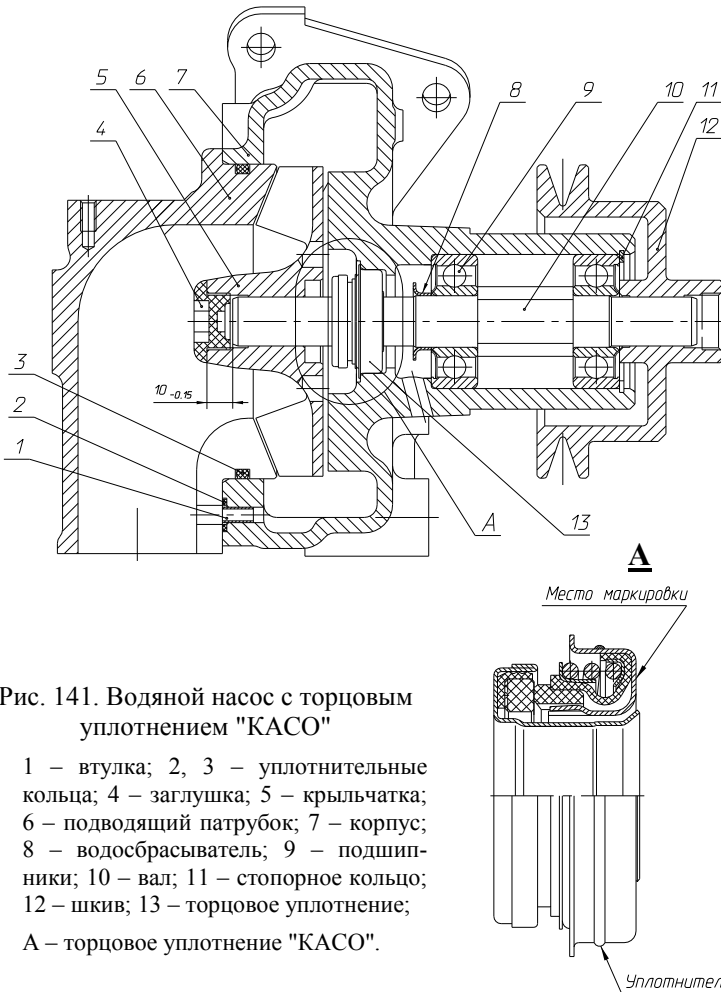 5 6 7 8 9 10 11 12
4
3
2
1
10 -0.15
A 13
A
Место маркировки
Рис. 141. Водяной насос с торцовым
уплотнением "КАСО"
1 – втулка; 2, 3 – уплотнительные
кольца; 4 – заглушка; 5 – крыльчатка;
6 – подводящий патрубок; 7 – корпус;
8 – водосбрасыватель; 9 – подшип-
ники; 10 – вал; 11 – стопорное кольцо;
12 – шкив; 13 – торцовое уплотнение;
А – торцовое уплотнение "КАСО".